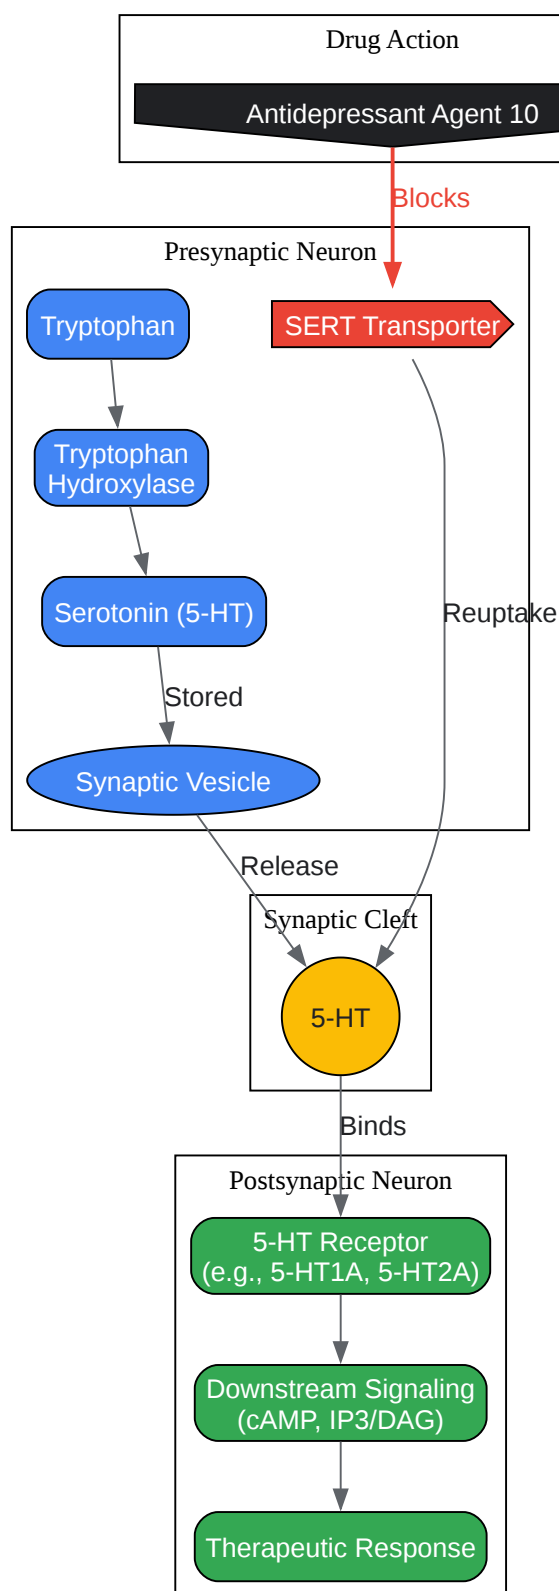 Drug Action
Antidepressant Agent 10
Blocks
Presynaptic Neuron
Tryptophan
SERT Transporter
Tryptophan
Hydroxylase
Serotonin (5-HT)
Reuptake
Stored
Synaptic Vesicle
Release
Synaptic Cleft
5-HT
Binds
Postsynaptic Neuron
5-HT Receptor
(e.g., 5-HT1A, 5-HT2A)
Downstream Signaling
(cAMP, IP3/DAG)
Therapeutic Response